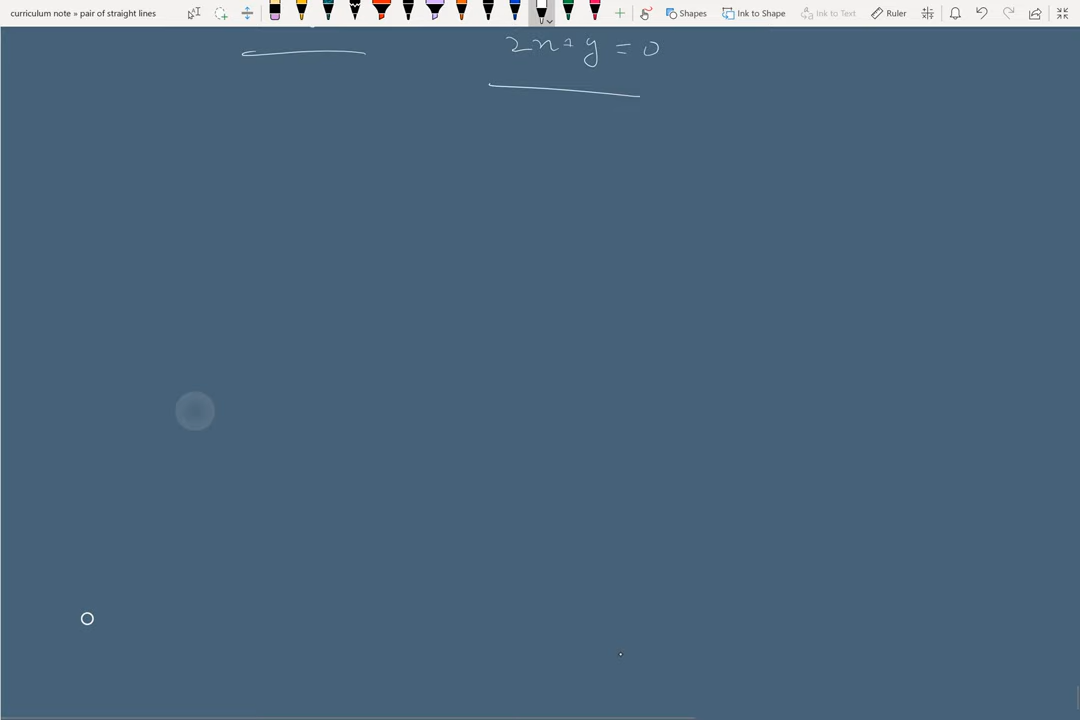 curriculum note » pair of straight lines Shapes Ink to Shape Ink to Text Ruler
2x + y = 0